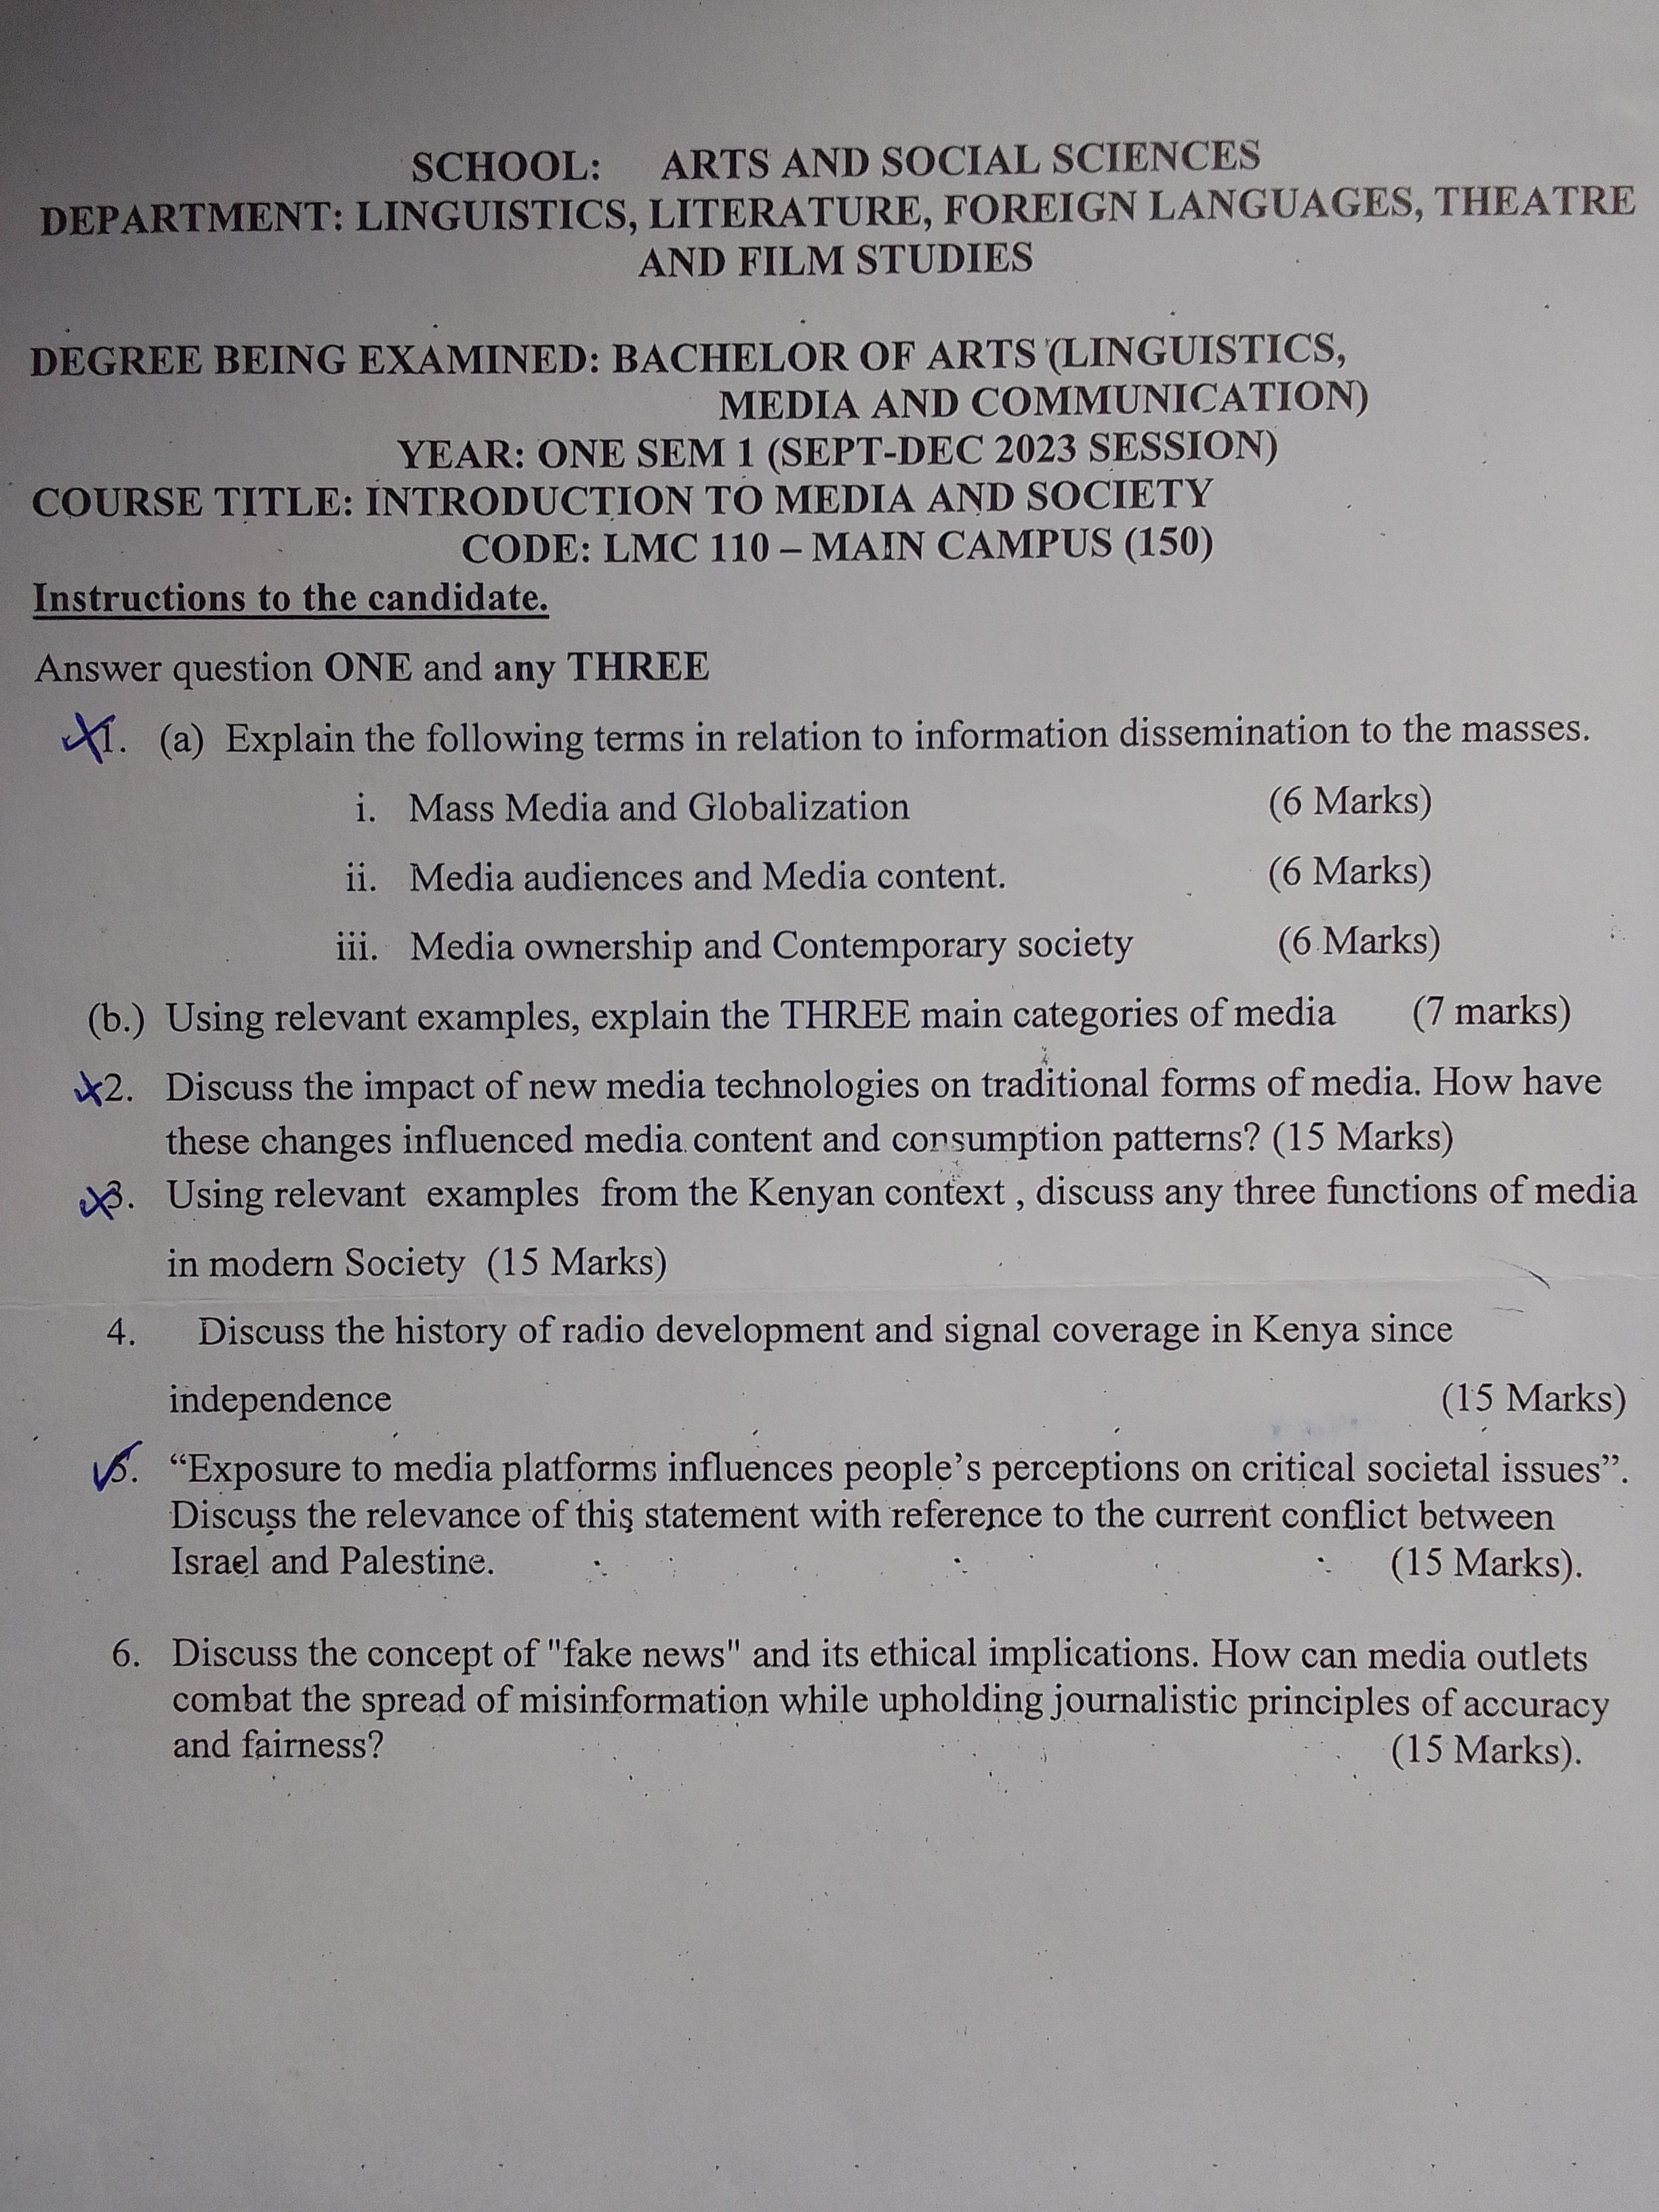 SCHOOL: ARTS AND SOCIAL SCIENCES
DEPARTMENT: LINGUISTICS, LITERATURE, FOREIGN LANGUAGES, THEATRE
AND FILM STUDIES
DEGREE BEING EXAMINED: BACHELOR OF ARTS (LINGUISTICS,
MEDIA AND COMMUNICATION)
YEAR: ONE SEM 1 (SEPT-DEC 2023 SESSION)
COURSE TITLE: INTRODUCTION TO MEDIA AND SOCIETY
CODE: LMC 110 – MAIN CAMPUS (150)
Instructions to the candidate.
Answer question ONE and any THREE
1. (a) Explain the following terms in relation to information dissemination to the masses.
i. Mass Media and Globalization (6 Marks)
ii. Media audiences and Media content. (6 Marks)
iii. Media ownership and Contemporary society (6 Marks)
(b.) Using relevant examples, explain the THREE main categories of media (7 marks)
2. Discuss the impact of new media technologies on traditional forms of media. How have
these changes influenced media content and consumption patterns? (15 Marks)
3. Using relevant examples from the Kenyan context , discuss any three functions of media
in modern Society (15 Marks)
4. Discuss the history of radio development and signal coverage in Kenya since
independence (15 Marks)
5. “Exposure to media platforms influences people’s perceptions on critical societal issues”.
Discuss the relevance of this statement with reference to the current conflict between
Israel and Palestine. (15 Marks).
6. Discuss the concept of "fake news" and its ethical implications. How can media outlets
combat the spread of misinformation while upholding journalistic principles of accuracy
and fairness? (15 Marks).